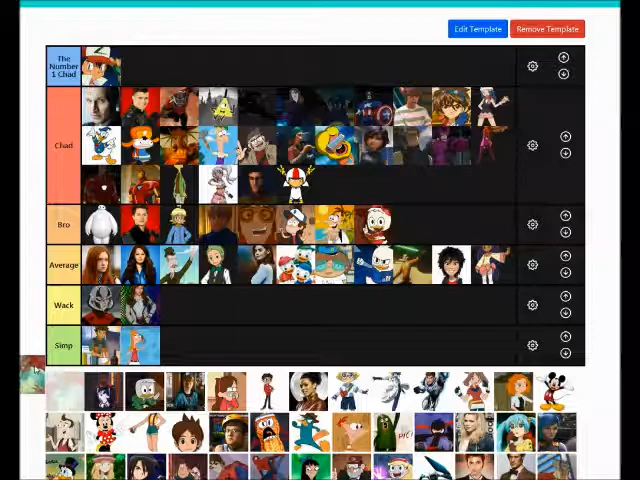 Edit Template
Remove Template
The
Number
1 Chad
Chad
Bro
Average
Wack
Simp